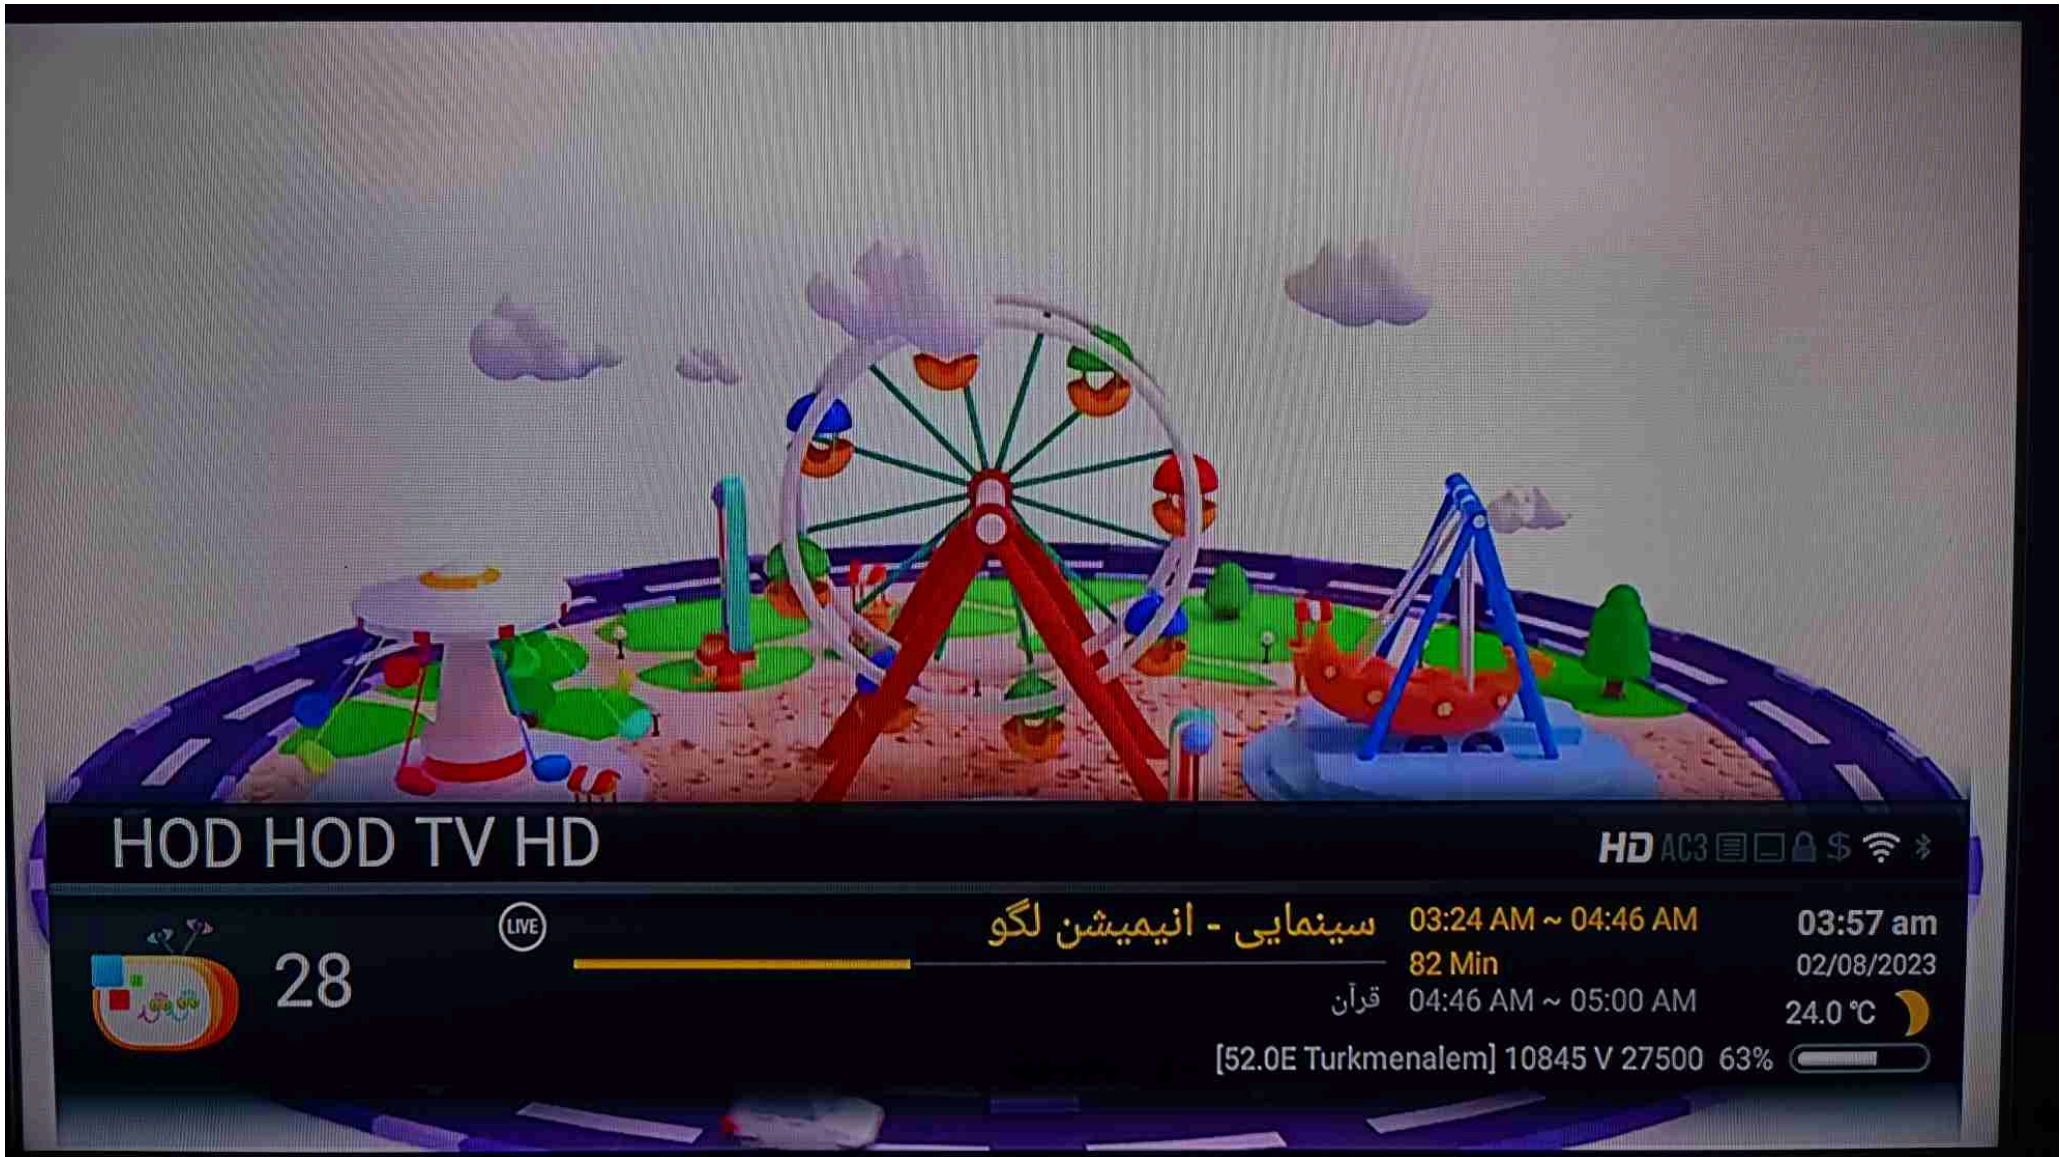 HOD HOD TV HD
HD AC3 $
28
LIVE
سینمایی - انیمیشن لگو 03:24 AM ~ 04:46 AM
82 Min
قرآن 04:46 AM ~ 05:00 AM
03:57 am
02/08/2023
24.0 °C
[52.0E Turkmenalem] 10845 V 27500 63%